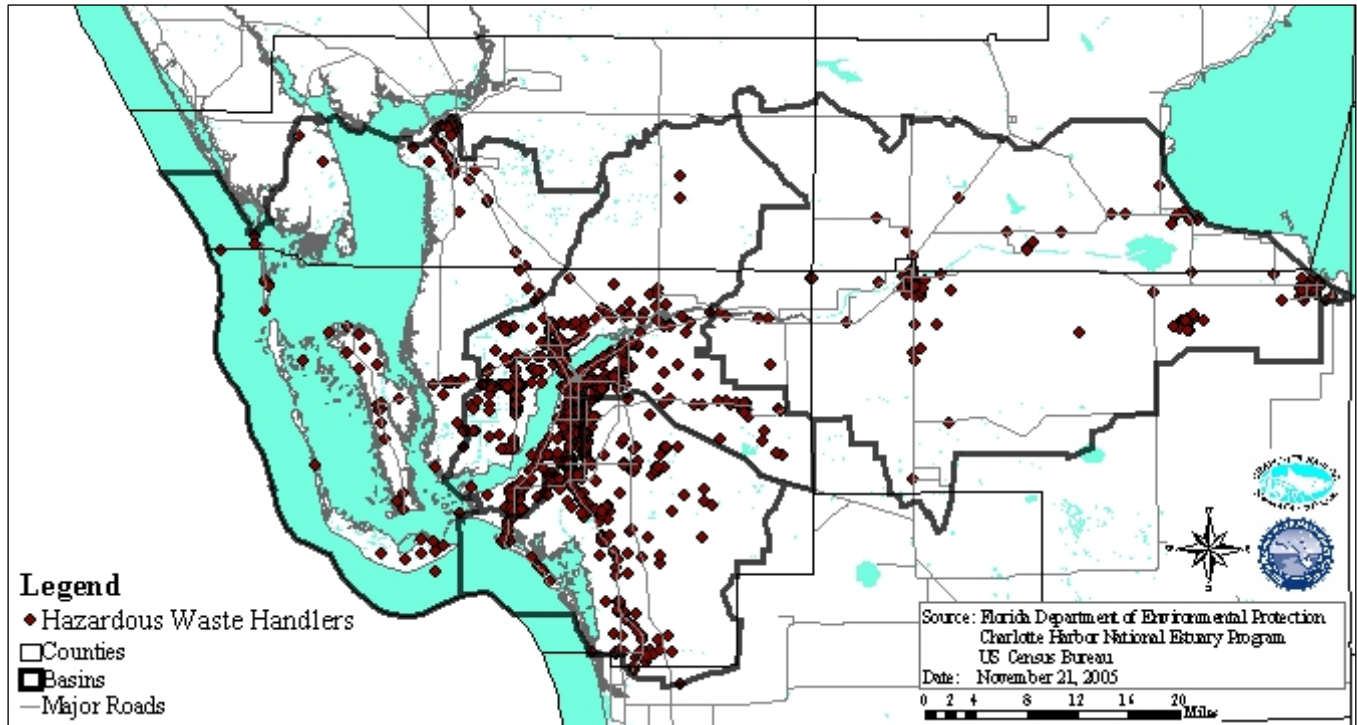 Legend
Hazardous Waste Handlers
Counties
Basins
Major Roads
Source: Florida Department of Environmental Protection
Charlotte Harbor National Estuary Program
US Census Bureau
Date: November 21, 2005
0 2 4 8 12 16 20
Miles